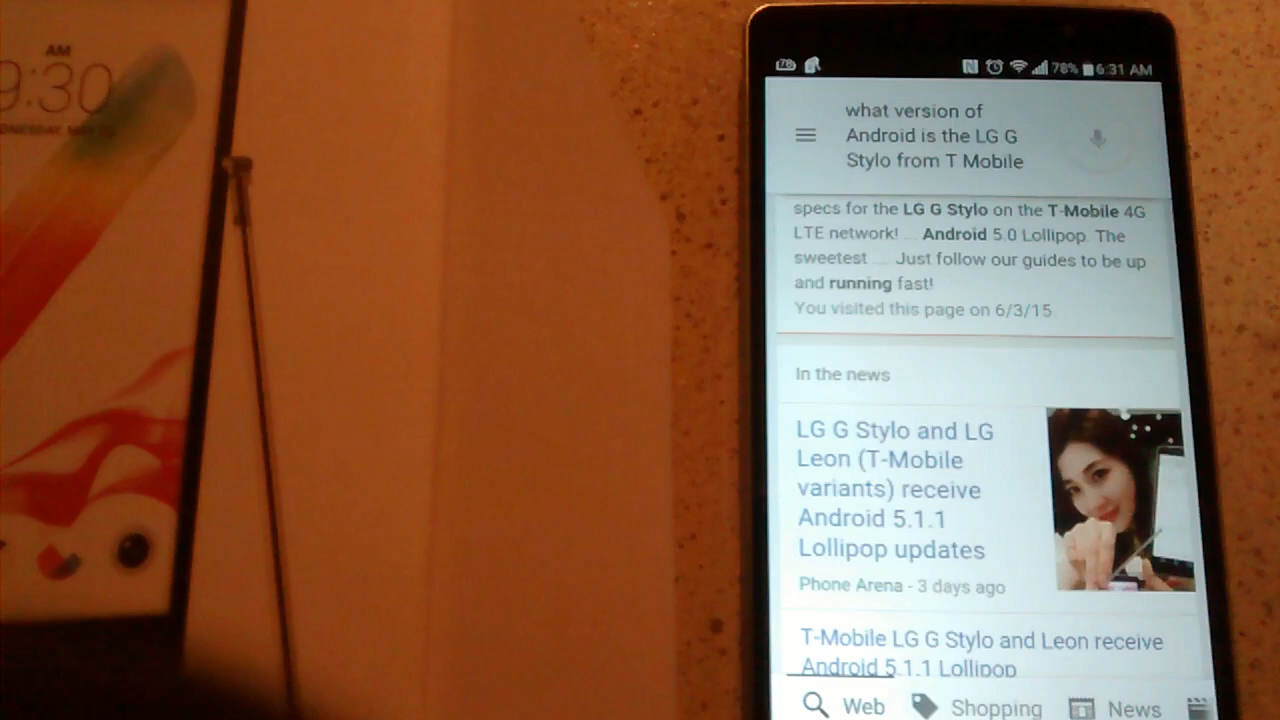 AM
9:30
78% 6:31 AM
what version of
Android is the LG G
Stylo from T Mobile
specs for the LG G Stylo on the T-Mobile 4G
LTE network! ... Android 5.0 Lollipop. The
sweetest ... Just follow our guides to be up
and running fast!
You visited this page on 6/3/15.
In the news
LG G Stylo and LG
Leon (T-Mobile
variants) receive
Android 5.1.1
Lollipop updates
Phone Arena - 3 days ago
T-Mobile LG G Stylo and Leon receive
Android 5.1.1 Lollipop
Web Shopping News